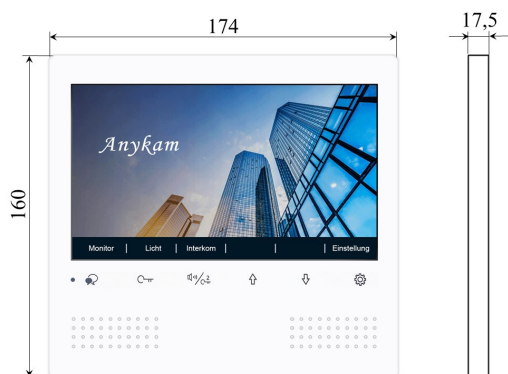 174
17,5
160
Anykam
Monitor | Licht | Interkom | | | Einstellung